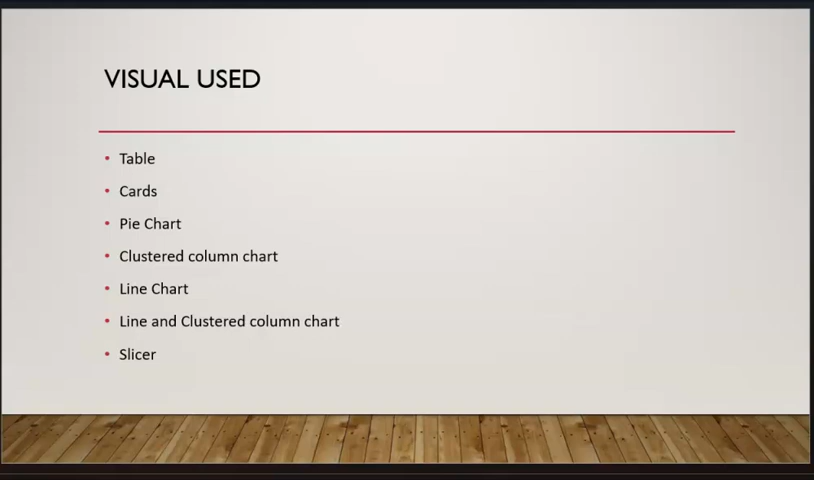 VISUAL USED
• Table
• Cards
• Pie Chart
• Clustered column chart
• Line Chart
• Line and Clustered column chart
• Slicer